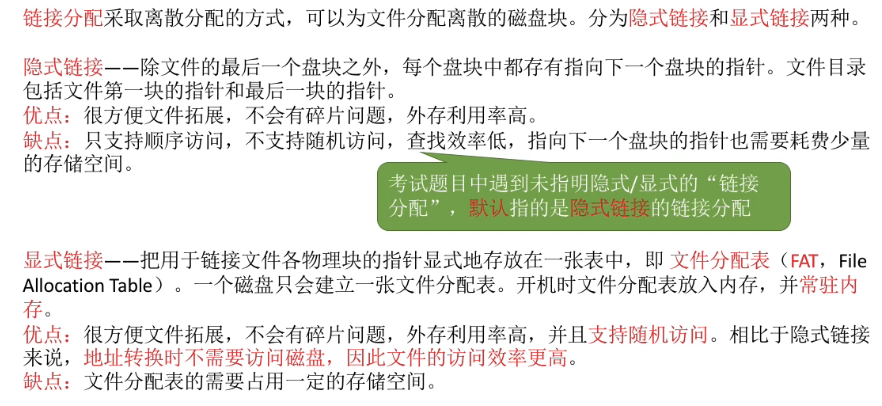 链接分配采取离散分配的方式，可以为文件分配离散的磁盘块。分为隐式链接和显式链接两种。
隐式链接——除文件的最后一个盘块之外，每个盘块中都存有指向下一个盘块的指针。文件目录
包括文件第一块的指针和最后一块的指针。
优点：很方便文件拓展，不会有碎片问题，外存利用率高。
缺点：只支持顺序访问，不支持随机访问，查找效率低，指向下一个盘块的指针也需要耗费少量
的存储空间。
考试题目中遇到未指明隐式/显式的“链接
分配”，默认指的是隐式链接的链接分配
显式链接——把用于链接文件各物理块的指针显式地存放在一张表中，即 文件分配表（FAT，File
Allocation Table）。一个磁盘只会建立一张文件分配表。开机时文件分配表放入内存，并常驻内
存。
优点：很方便文件拓展，不会有碎片问题，外存利用率高，并且支持随机访问。相比于隐式链接
来说，地址转换时不需要访问磁盘，因此文件的访问效率更高。
缺点：文件分配表的需要占用一定的存储空间。